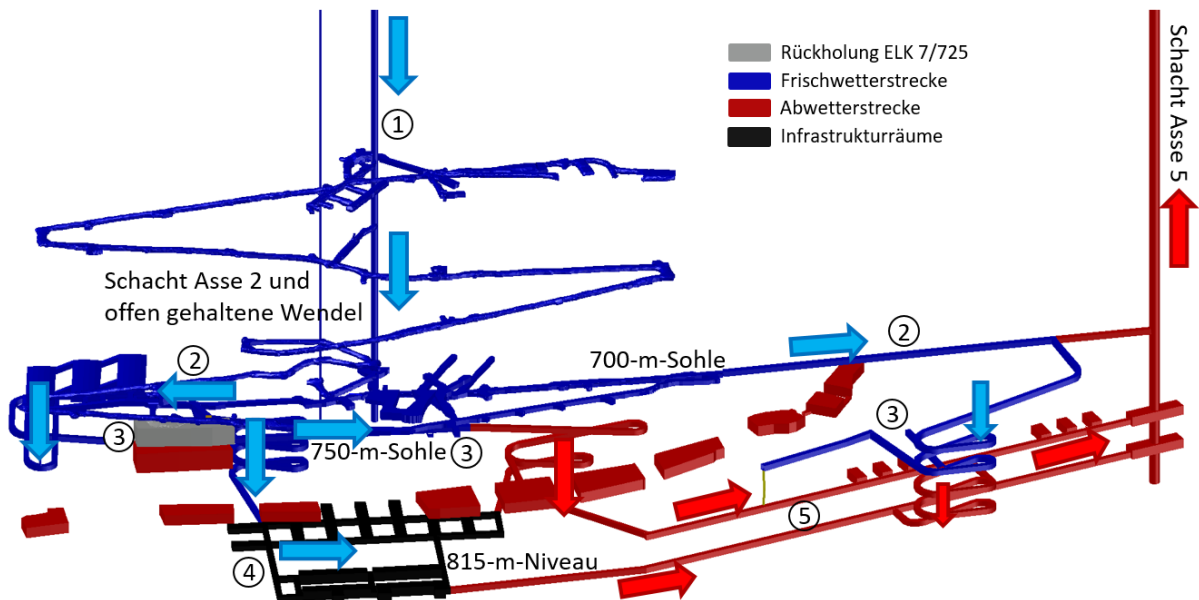 Rückholung ELK 7/725
Frischwetterstrecke
Abwetterstrecke
Infrastrukturräume
Schacht Asse 5
①
Schacht Asse 2 und
offen gehaltene Wendel
②
②
700-m-Sohle
③
③
750-m-Sohle
③
⑤
④
815-m-Niveau